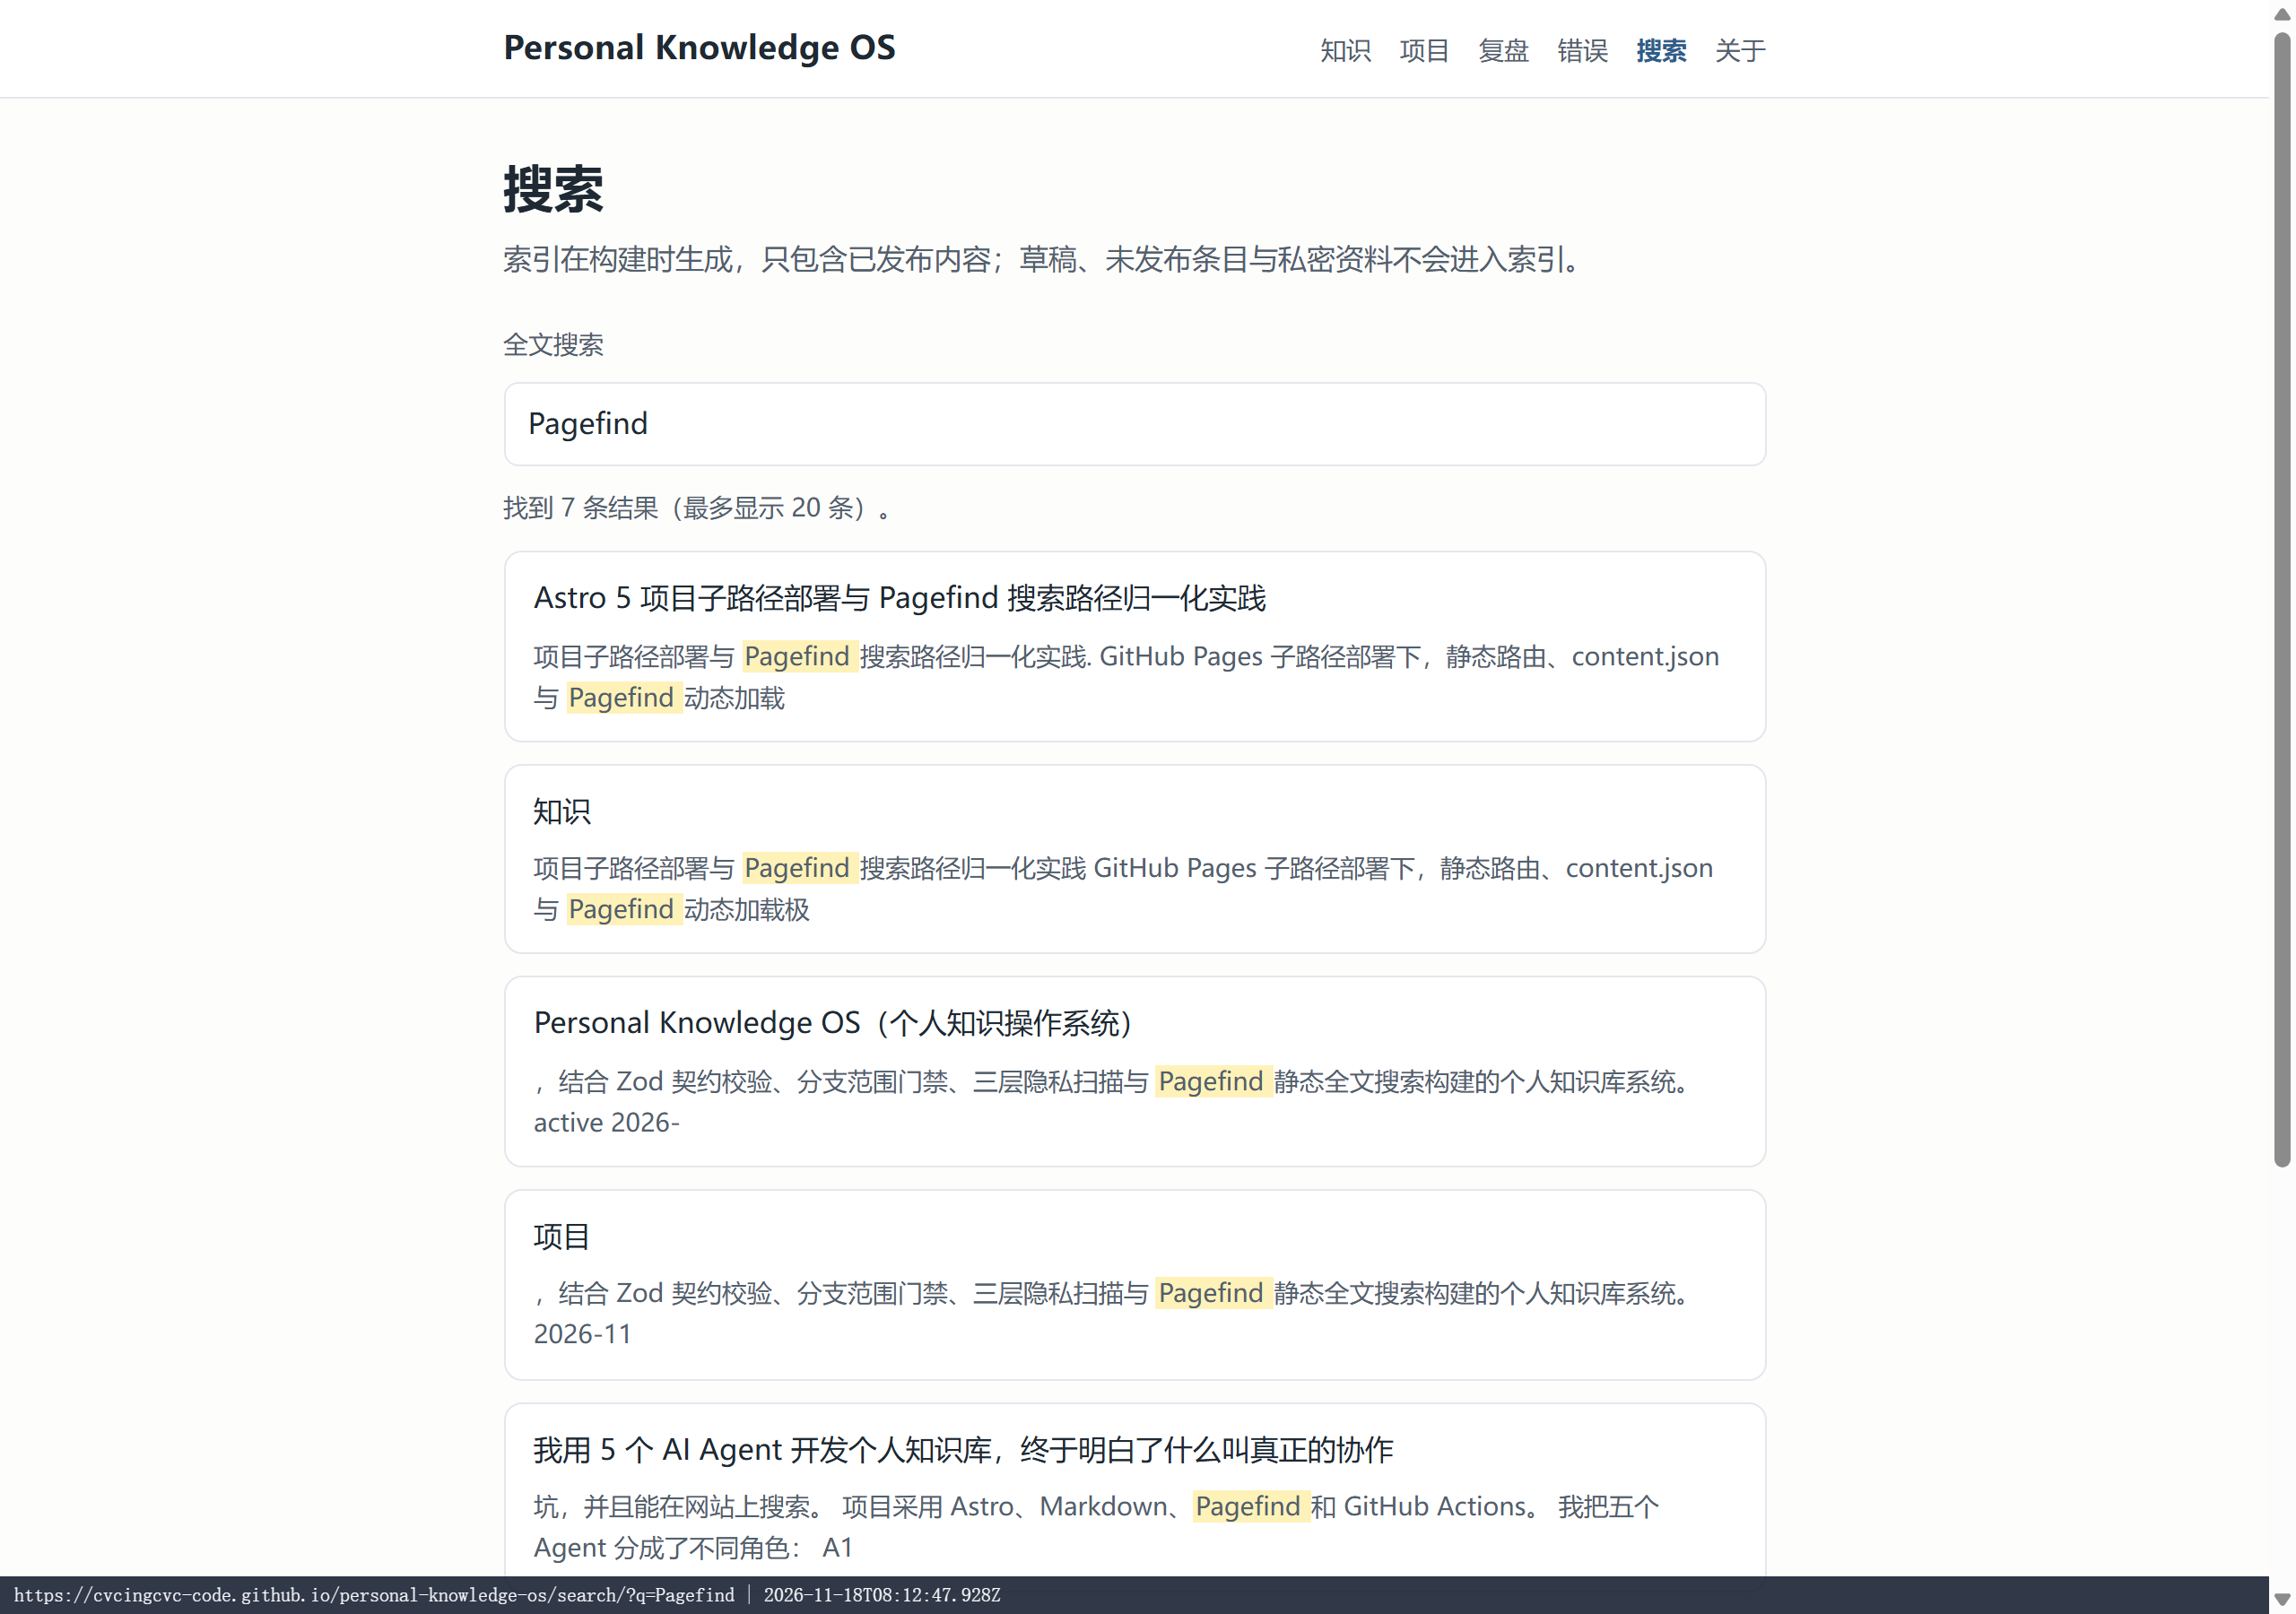 Personal Knowledge OS
知识 项目 复盘 错误 搜索 关于
搜索
索引在构建时生成，只包含已发布内容；草稿、未发布条目与私密资料不会进入索引。
全文搜索
Pagefind
找到 7 条结果（最多显示 20 条）。
Astro 5 项目子路径部署与 Pagefind 搜索路径归一化实践
项目子路径部署与 Pagefind 搜索路径归一化实践. GitHub Pages 子路径部署下，静态路由、content.json
与 Pagefind 动态加载
知识
项目子路径部署与 Pagefind 搜索路径归一化实践 GitHub Pages 子路径部署下，静态路由、content.json
与 Pagefind 动态加载极
Personal Knowledge OS（个人知识操作系统）
，结合 Zod 契约校验、分支范围门禁、三层隐私扫描与 Pagefind 静态全文搜索构建的个人知识库系统。
active 2026-
项目
，结合 Zod 契约校验、分支范围门禁、三层隐私扫描与 Pagefind 静态全文搜索构建的个人知识库系统。
2026-11
我用 5 个 AI Agent 开发个人知识库，终于明白了什么叫真正的协作
坑，并且能在网站上搜索。 项目采用 Astro、Markdown、Pagefind 和 GitHub Actions。 我把五个
Agent 分成了不同角色： A1
https://cvcingcvc-code.github.io/personal-knowledge-os/search/?q=Pagefind | 2026-11-18T08:12:47.928Z